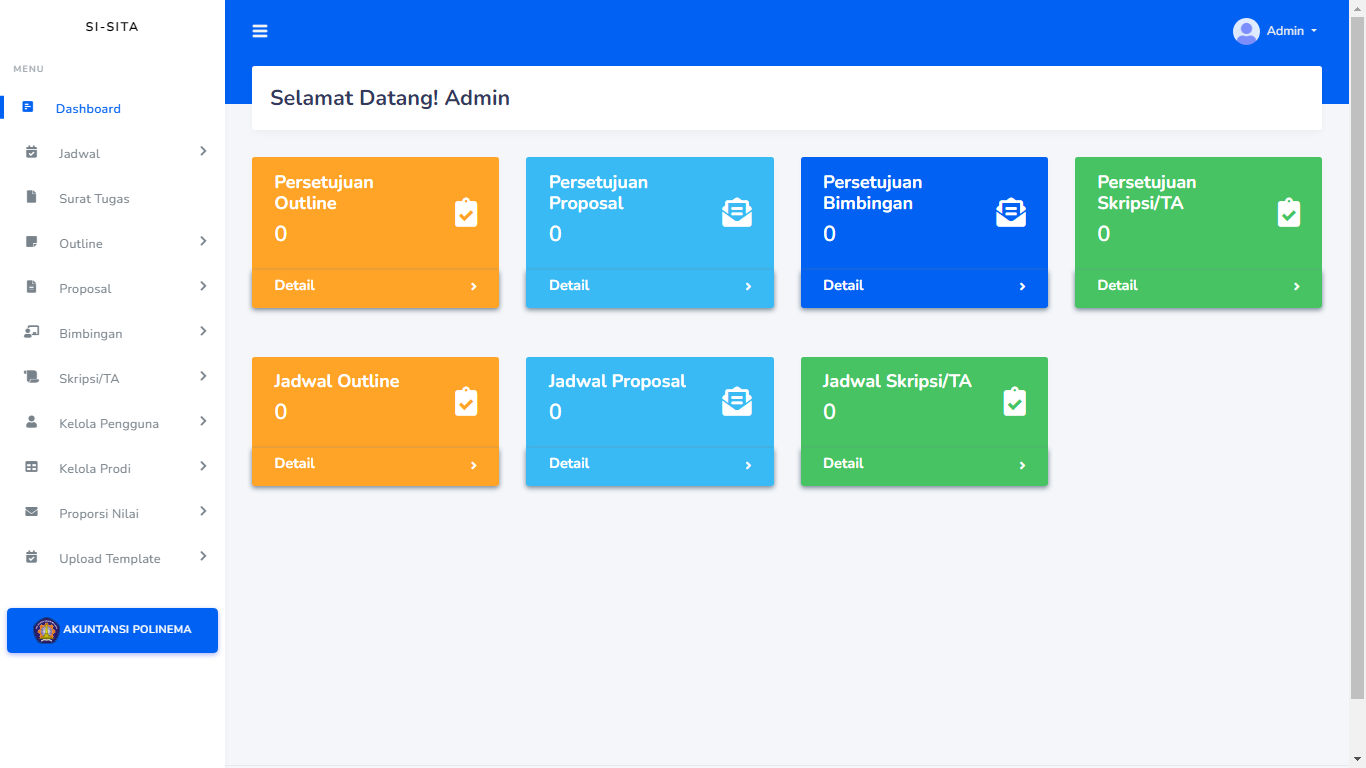 SI-SITA
MENU
Dashboard
Jadwal
Surat Tugas
Outline
Proposal
Bimbingan
Skripsi/TA
Kelola Pengguna
Kelola Prodi
Proporsi Nilai
Upload Template
AKUNTANSI POLINEMA
Admin
Selamat Datang! Admin
Persetujuan
Outline
0
Detail
Persetujuan
Proposal
0
Detail
Persetujuan
Bimbingan
0
Detail
Persetujuan
Skripsi/TA
0
Detail
Jadwal Outline
0
Detail
Jadwal Proposal
0
Detail
Jadwal Skripsi/TA
0
Detail